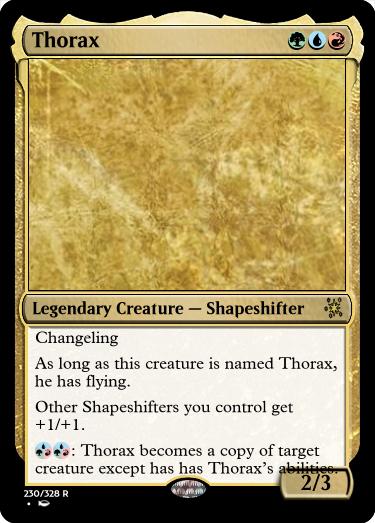 Thorax
Legendary Creature — Shapeshifter
Changeling
As long as this creature is named Thorax,
he has flying.
Other Shapeshifters you control get
+1/+1.
: Thorax becomes a copy of target
creature except has has Thorax's abilities.
2/3
230/328 R